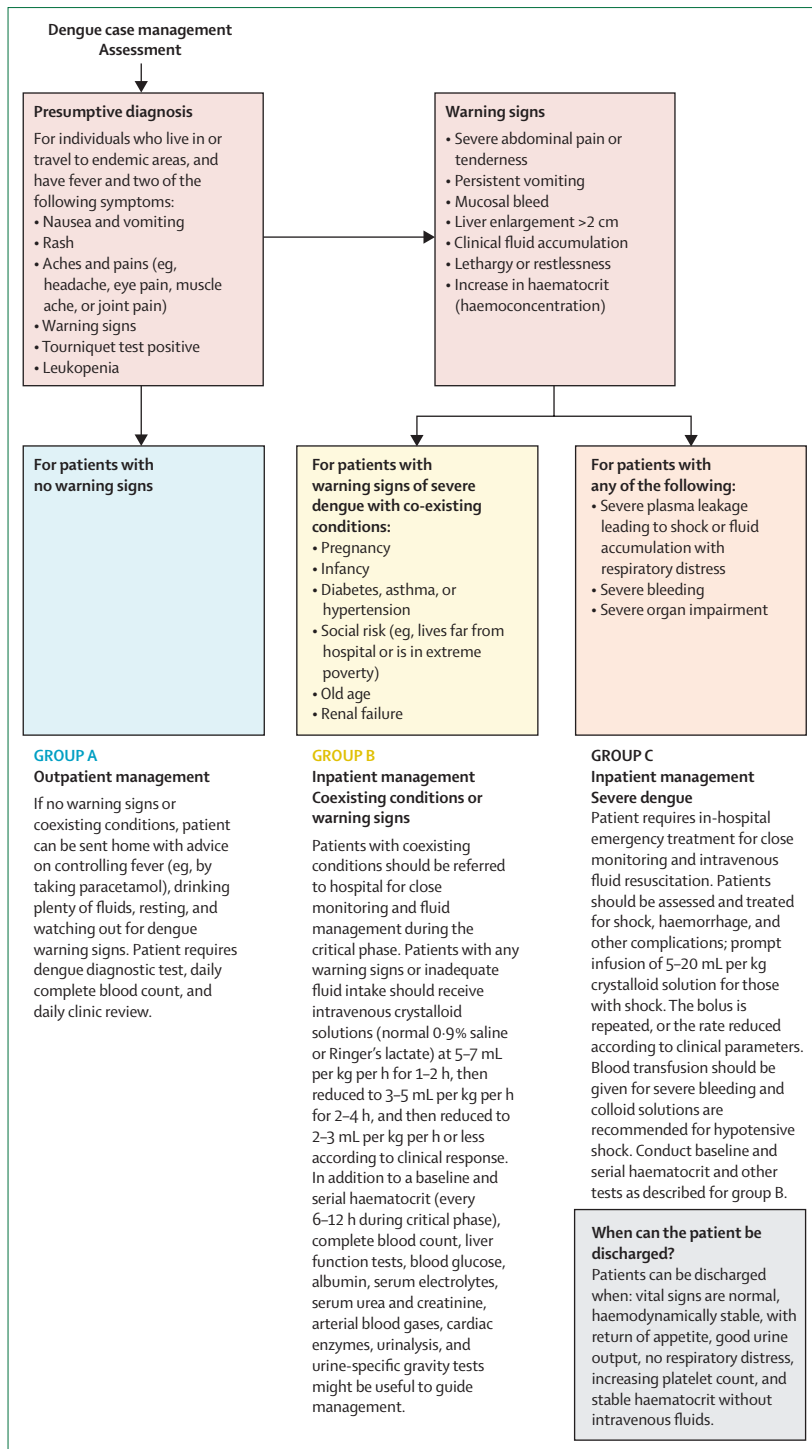 Dengue case management
Assessment
Presumptive diagnosis
For individuals who live in or
travel to endemic areas, and
have fever and two of the
following symptoms:
• Nausea and vomiting
• Rash
• Aches and pains (eg,
headache, eye pain, muscle
ache, or joint pain)
• Warning signs
• Tourniquet test positive
• Leukopenia
Warning signs
• Severe abdominal pain or
tenderness
• Persistent vomiting
• Mucosal bleed
• Liver enlargement >2 cm
• Clinical fluid accumulation
• Lethargy or restlessness
• Increase in haematocrit
(haemoconcentration)
For patients with
no warning signs
For patients with
warning signs of severe
dengue with co-existing
conditions:
• Pregnancy
• Infancy
• Diabetes, asthma, or
hypertension
• Social risk (eg, lives far from
hospital or is in extreme
poverty)
• Old age
• Renal failure
For patients with
any of the following:
• Severe plasma leakage
leading to shock or fluid
accumulation with
respiratory distress
• Severe bleeding
• Severe organ impairment
GROUP A
Outpatient management
If no warning signs or
coexisting conditions, patient
can be sent home with advice
on controlling fever (eg, by
taking paracetamol), drinking
plenty of fluids, resting, and
watching out for dengue
warning signs. Patient requires
dengue diagnostic test, daily
complete blood count, and
daily clinic review.
GROUP B
Inpatient management
Coexisting conditions or
warning signs
Patients with coexisting
conditions should be referred
to hospital for close
monitoring and fluid
management during the
critical phase. Patients with any
warning signs or inadequate
fluid intake should receive
intravenous crystalloid
solutions (normal 0·9% saline
or Ringer's lactate) at 5–7 mL
per kg per h for 1–2 h, then
reduced to 3–5 mL per kg per h
for 2–4 h, and then reduced to
2–3 mL per kg per h or less
according to clinical response.
In addition to a baseline and
serial haematocrit (every
6–12 h during critical phase),
complete blood count, liver
function tests, blood glucose,
albumin, serum electrolytes,
serum urea and creatinine,
arterial blood gases, cardiac
enzymes, urinalysis, and
urine-specific gravity tests
might be useful to guide
management.
GROUP C
Inpatient management
Severe dengue
Patient requires in-hospital
emergency treatment for close
monitoring and intravenous
fluid resuscitation. Patients
should be assessed and treated
for shock, haemorrhage, and
other complications; prompt
infusion of 5–20 mL per kg
crystalloid solution for those
with shock. The bolus is
repeated, or the rate reduced
according to clinical parameters.
Blood transfusion should be
given for severe bleeding and
colloid solutions are
recommended for hypotensive
shock. Conduct baseline and
serial haematocrit and other
tests as described for group B.
When can the patient be
discharged?
Patients can be discharged
when: vital signs are normal,
haemodynamically stable, with
return of appetite, good urine
output, no respiratory distress,
increasing platelet count, and
stable haematocrit without
intravenous fluids.